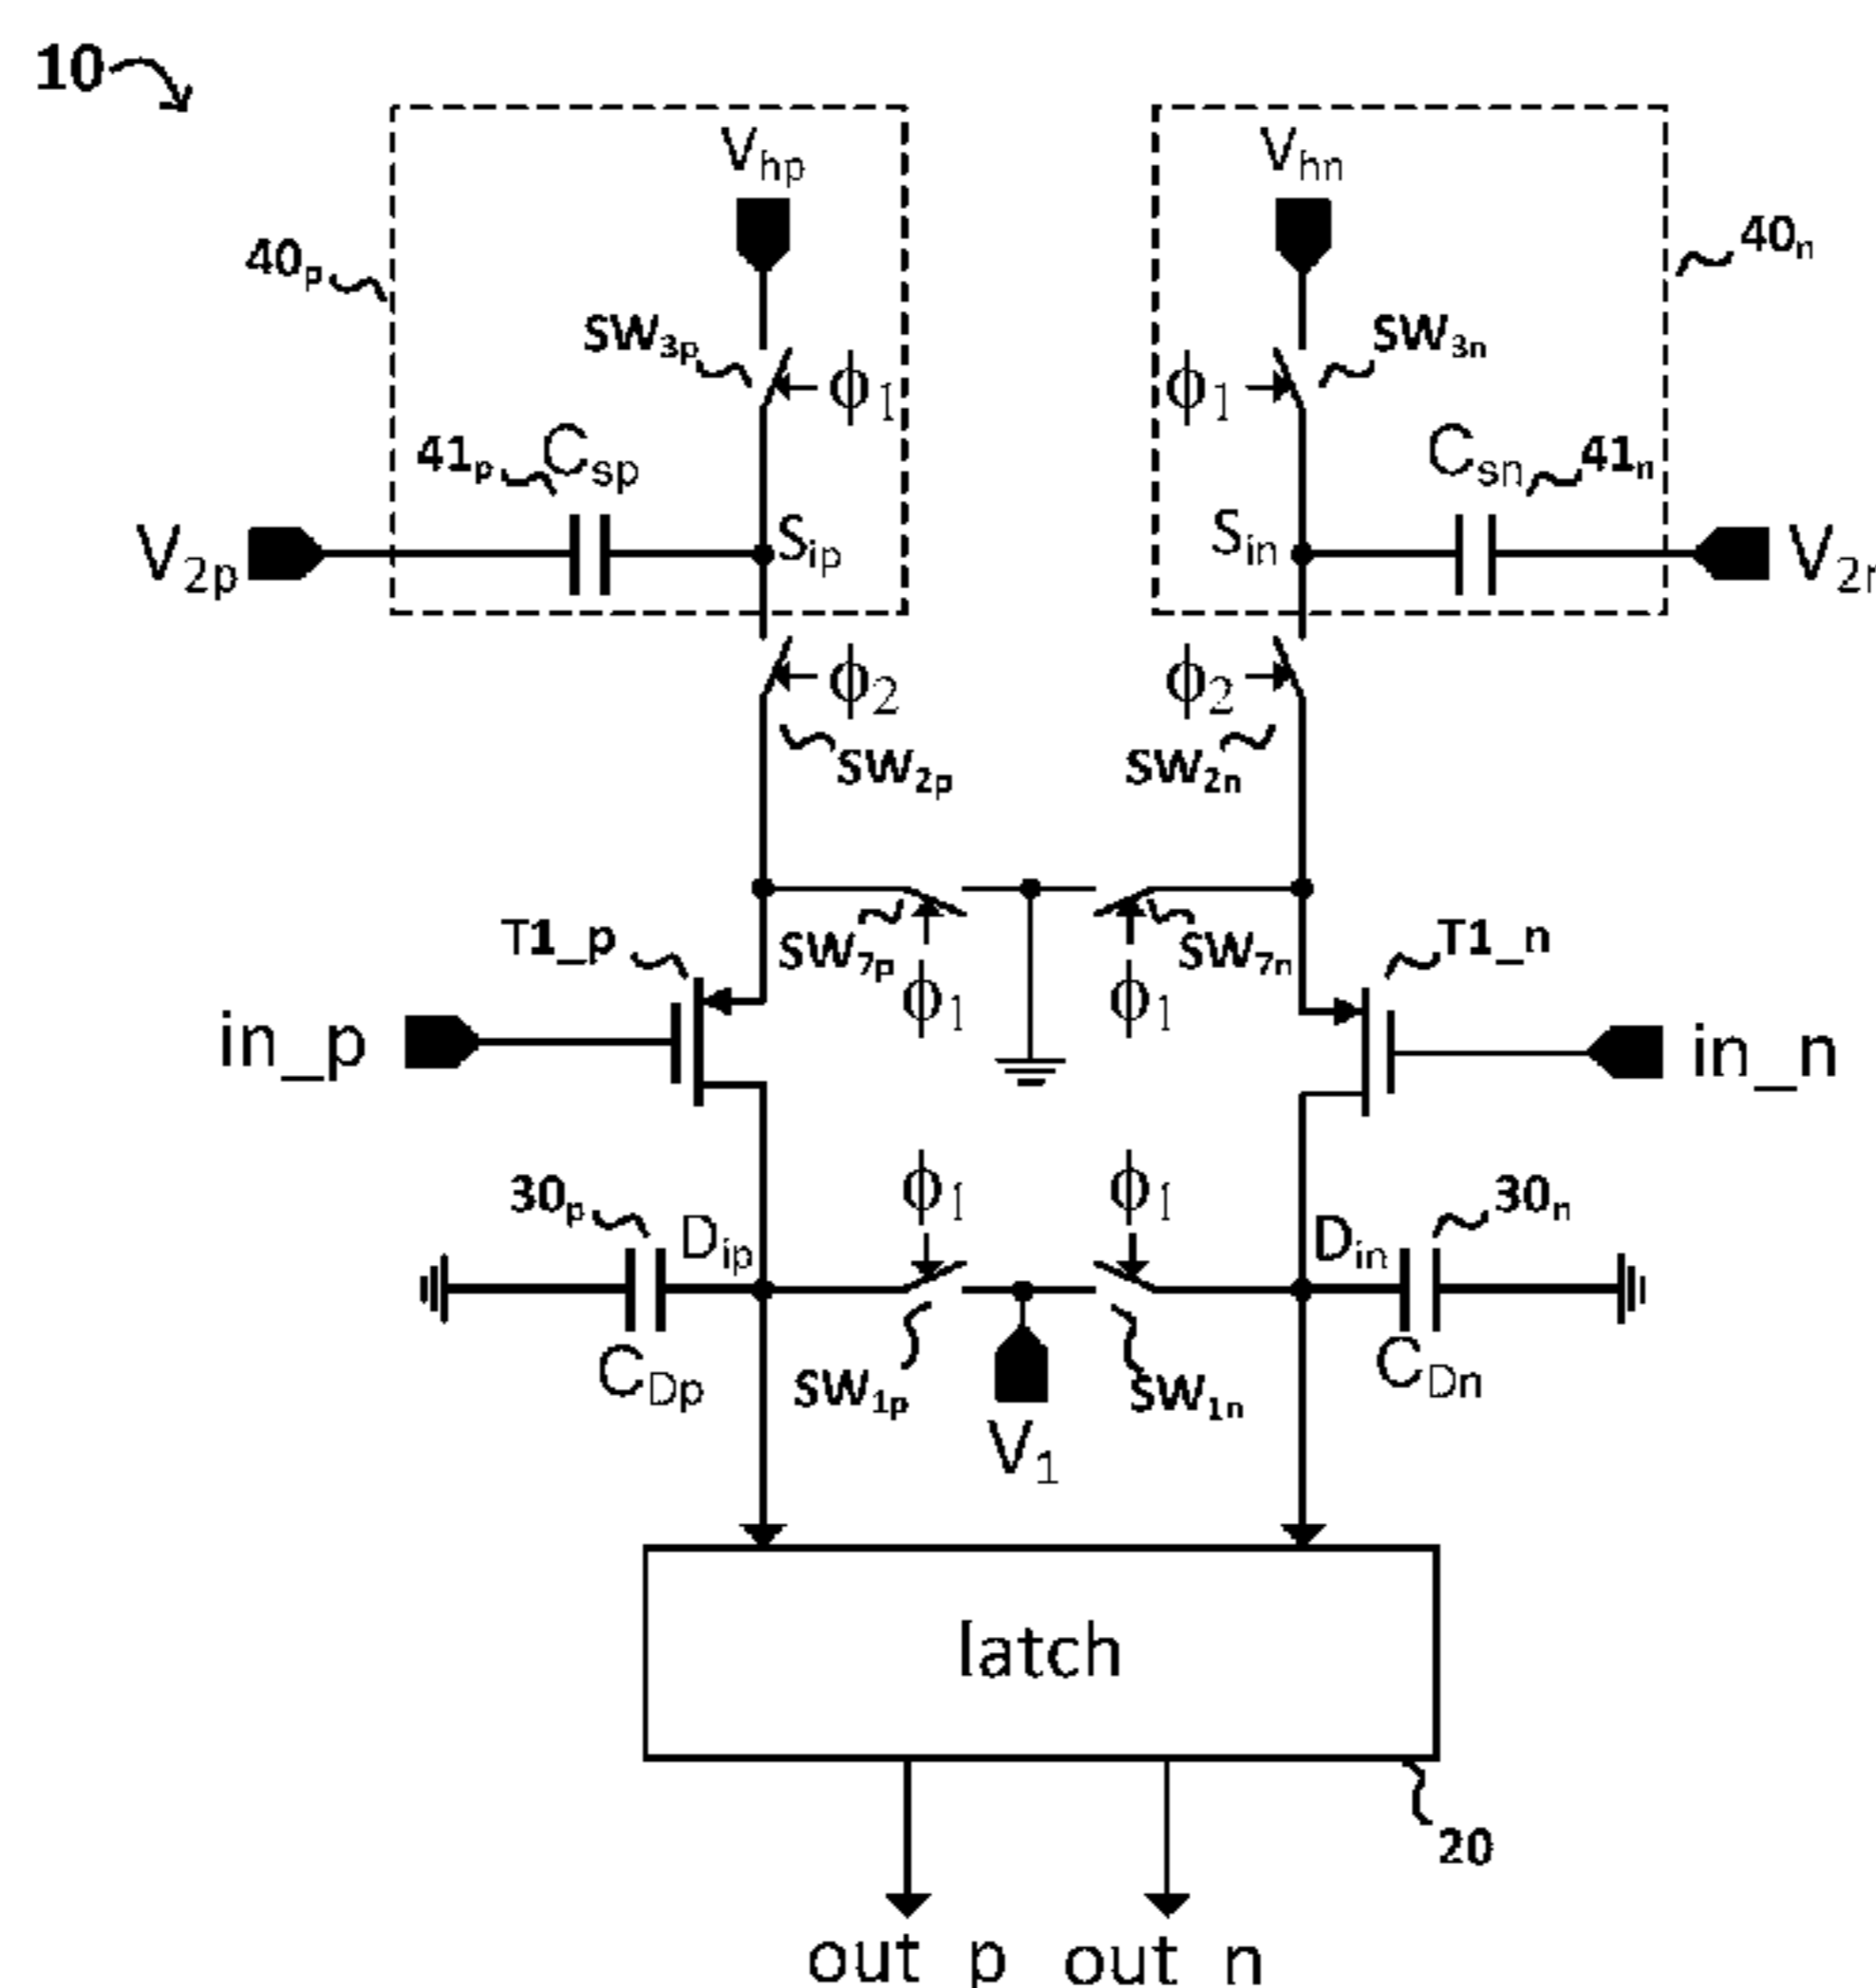 10
V_hp V_hn
40_p 40_n
SW_3p ϕ_1 ϕ_1 SW_3n
41_p C_sp C_sn 41_n
V_2p S_ip S_in
ϕ_2 ϕ_2
SW_2p SW_2n
T1_p SW_7p SW_7n T1_n
ϕ_1 ϕ_1
in_p in_n
ϕ_1 ϕ_1
30_p D_ip D_in 30_n
C_Dp SW_1p SW_1n C_Dn
V_1
latch
20
out_p out_n